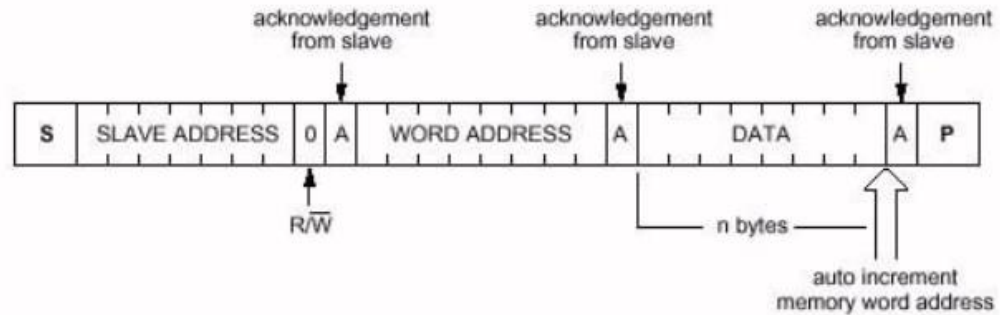 acknowledgement
from slave
acknowledgement
from slave
acknowledgement
from slave
S SLAVE ADDRESS 0 A WORD ADDRESS A DATA A P
R/W̅
n bytes
auto increment
memory word address